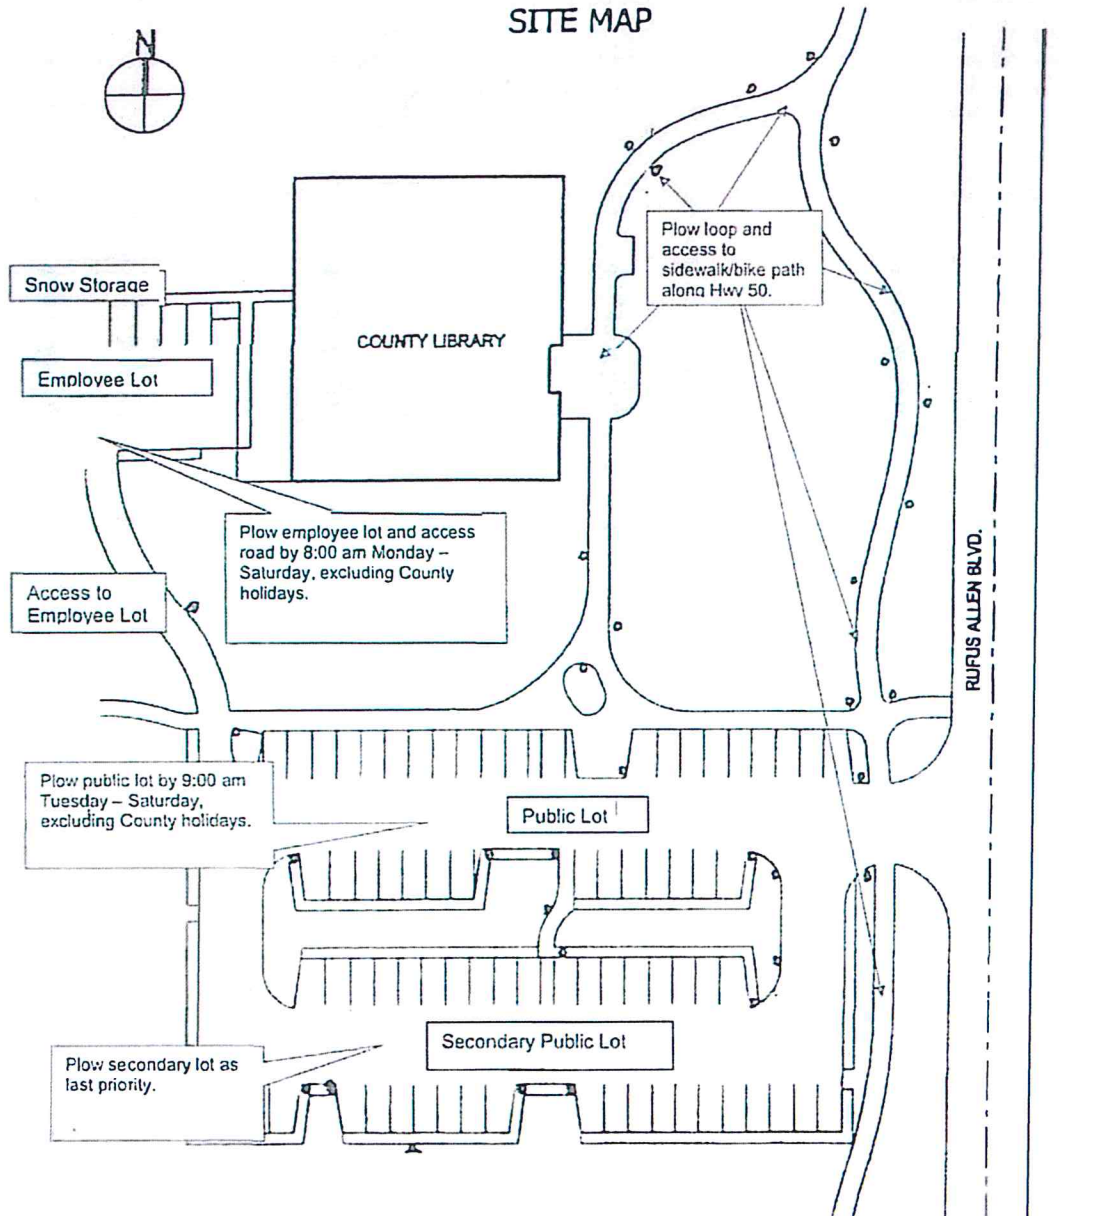 SITE MAP
N
Plow loop and
access to
sidewalk/bike path
along Hwy 50.
Snow Storage
COUNTY LIBRARY
Employee Lot
Plow employee lot and access
road by 8:00 am Monday –
Saturday, excluding County
holidays.
Access to
Employee Lot
RUFUS ALLEN BLVD.
Plow public lot by 9:00 am
Tuesday – Saturday,
excluding County holidays.
Public Lot
Secondary Public Lot
Plow secondary lot as
last priority.